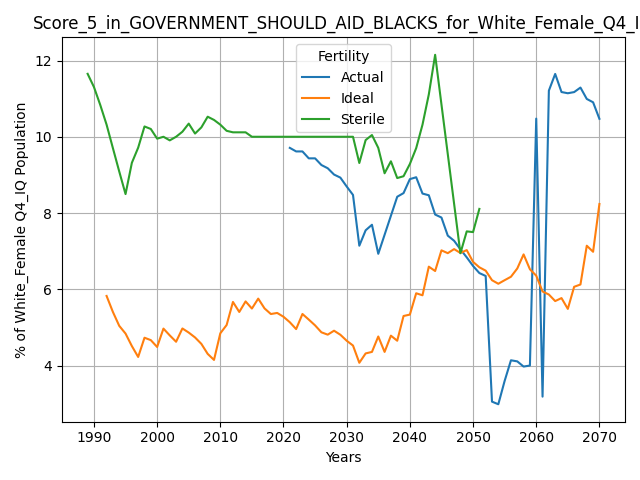 Score_5_in_GOVERNMENT_SHOULD_AID_BLACKS_for_White_Female_Q4_I
Fertility
Actual
Ideal
Sterile
% of White_Female Q4_IQ Population
12
10
8
6
4
1990 2000 2010 2020 2030 2040 2050 2060 2070
Years